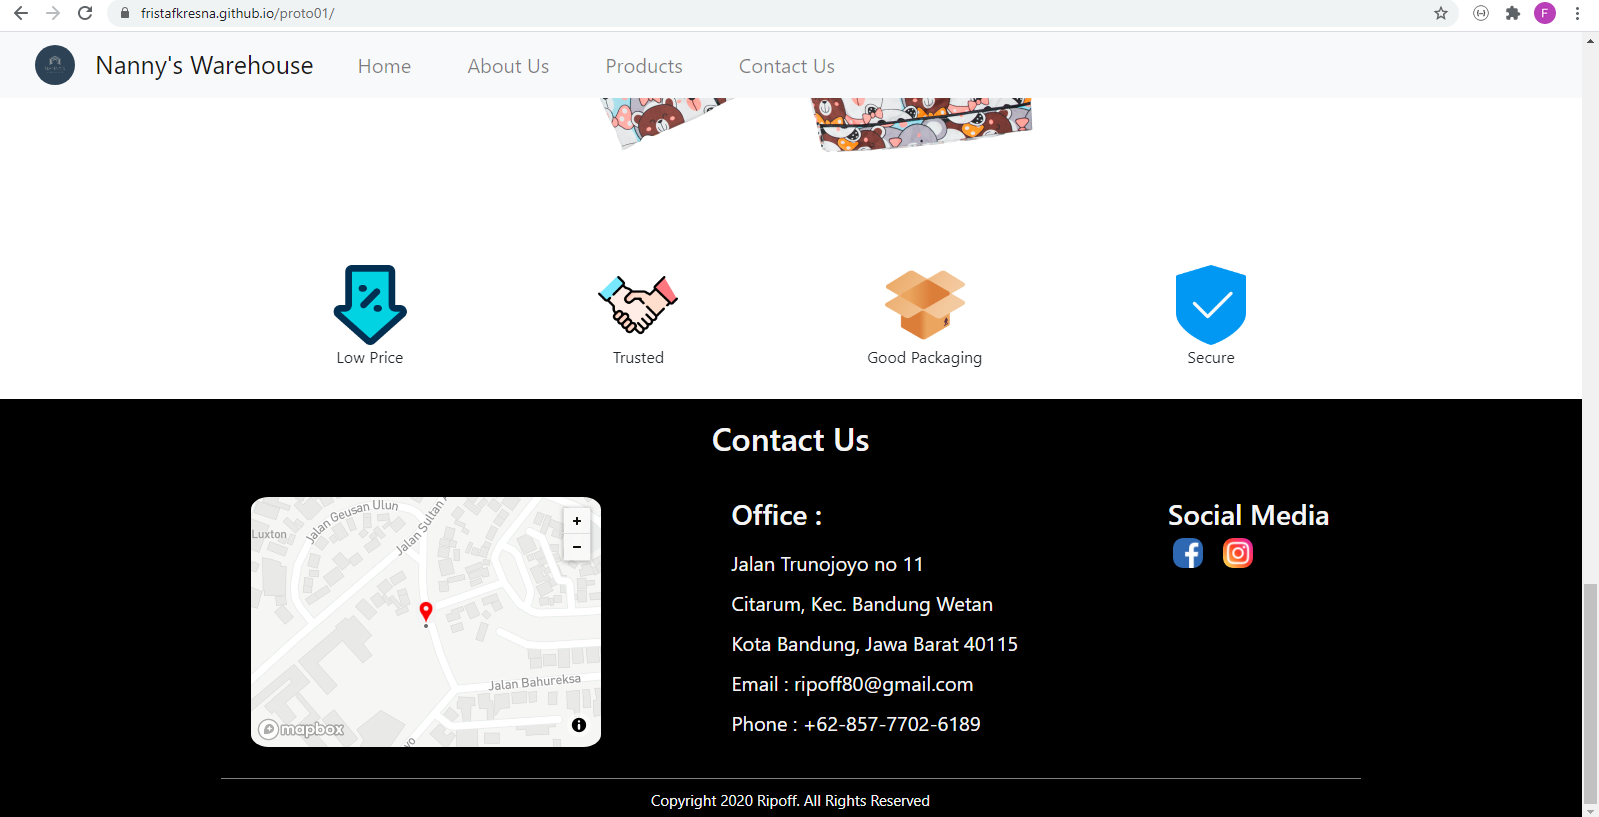 fristafkresna.github.io/proto01/
F
Nanny's Warehouse Home About Us Products Contact Us
Low Price Trusted Good Packaging Secure
Contact Us
Jalan Geusan Ulun
Jalan Sultan
Luxton
+
-
Jalan Bahureksa
mapbox
Office :
Jalan Trunojoyo no 11
Citarum, Kec. Bandung Wetan
Kota Bandung, Jawa Barat 40115
Email : ripoff80@gmail.com
Phone : +62-857-7702-6189
Social Media
Copyright 2020 Ripoff. All Rights Reserved